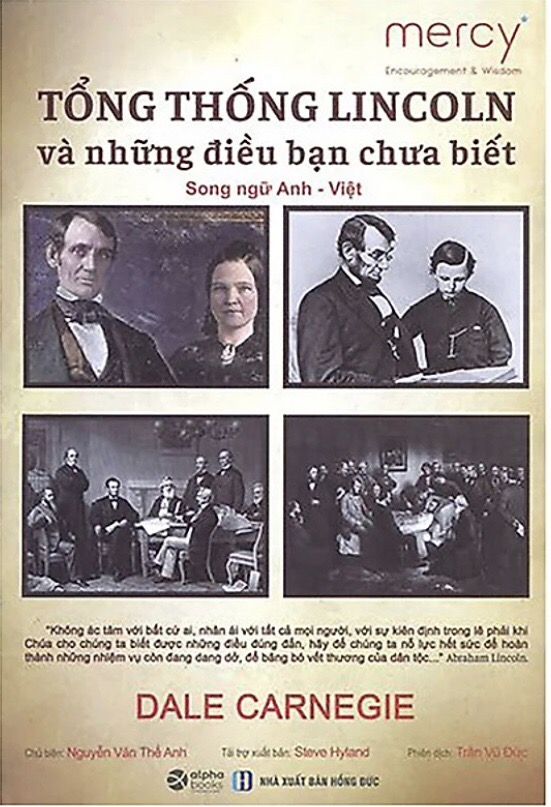 mercy
Encouragement & Wisdom
TỔNG THỐNG LINCOLN
và những điều bạn chưa biết
Song ngữ Anh - Việt
"Không ác tâm với bất cứ ai, nhân ái với tất cả mọi người, với sự kiên định trong lẽ phải khi
Chúa cho chúng ta biết được những điều đúng đắn, hãy để chúng ta nỗ lực hết sức để hoàn
thành những nhiệm vụ còn đang dang dở, để băng bó vết thương của dân tộc...." Abraham Lincoln.
DALE CARNEGIE
Chủ biên: Nguyễn Văn Thế Anh Tài trợ xuất bản: Steve Hyland Phiên dịch: Trần Vũ Đức
alpha books NHÀ XUẤT BẢN HỒNG ĐỨC